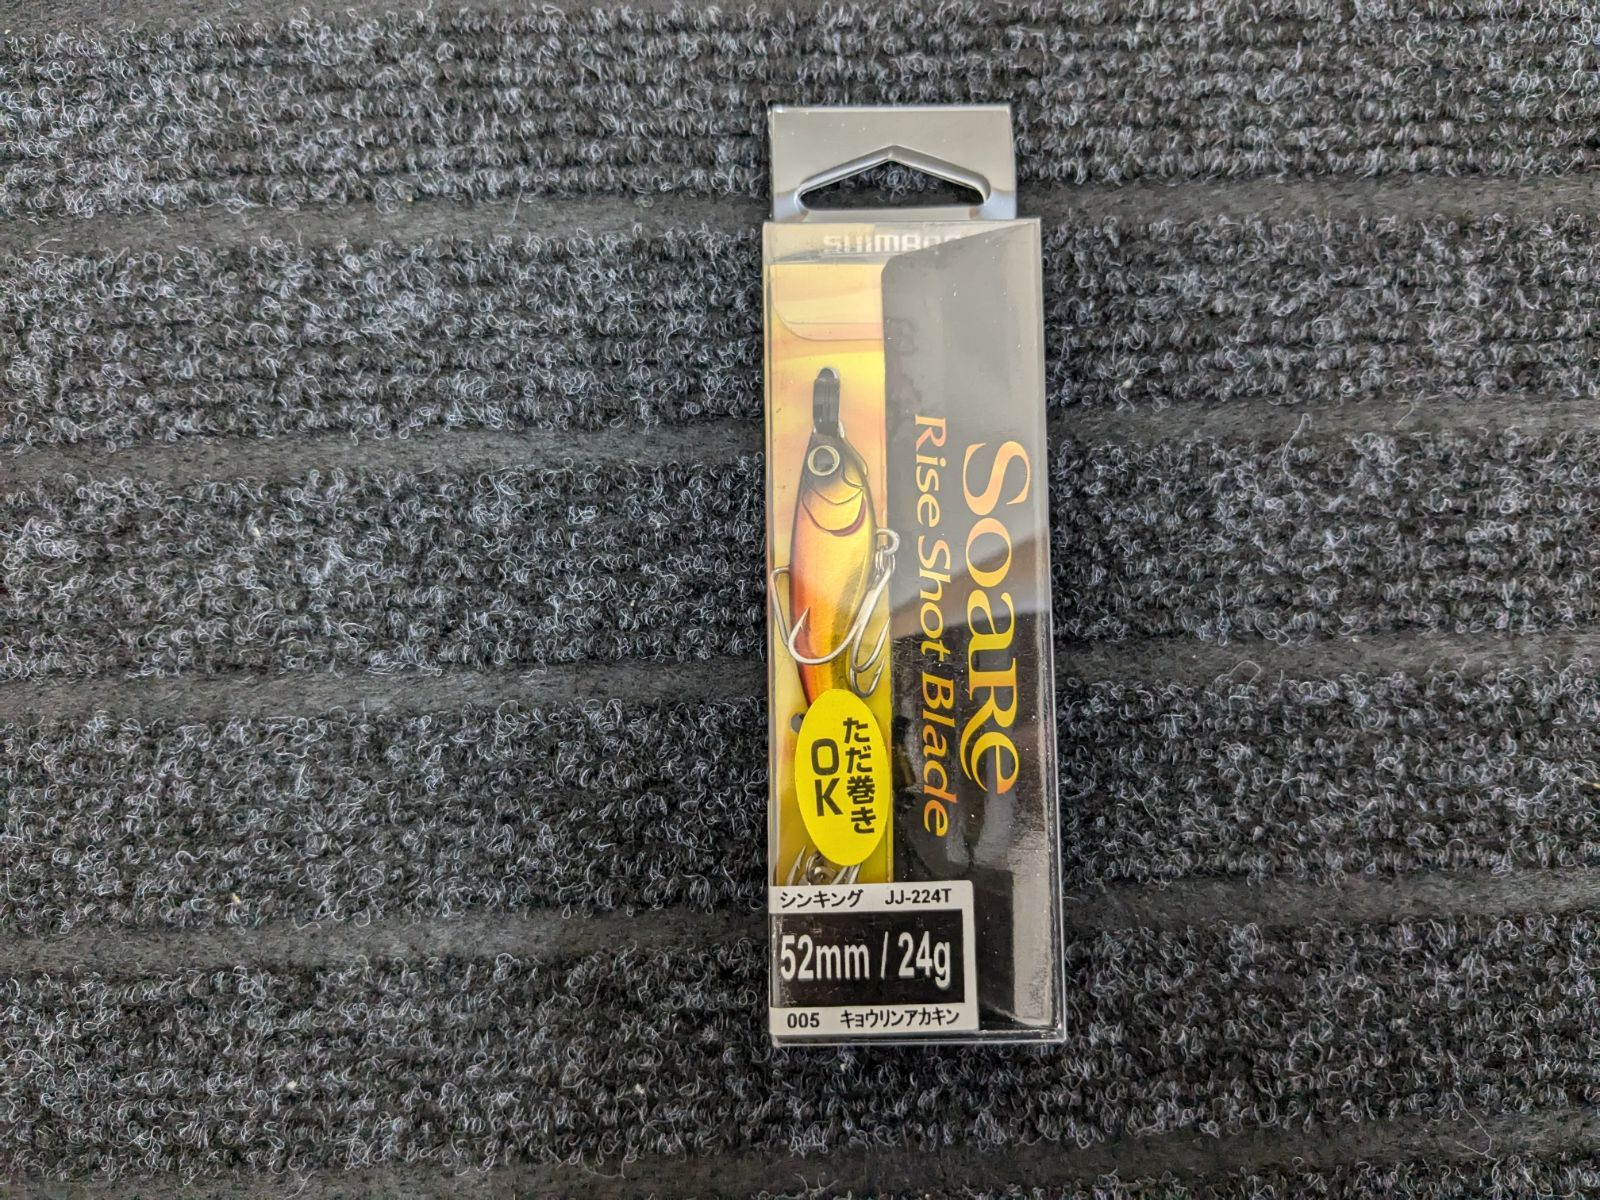 SHIMANO
Soare
Rise Shot Blade
ただ巻き
OK
シンキング JJ-224T
52mm / 24g
005 キョウリンアカキン